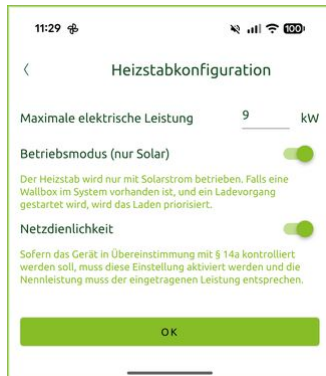 11:29
100
Heizstabkonfiguration
Maximale elektrische Leistung 9 kW
Betriebsmodus (nur Solar)
Der Heizstab wird nur mit Solarstrom betrieben. Falls eine
Wallbox im System vorhanden ist, und ein Ladevorgang
gestartet wird, wird das Laden priorisiert.
Netzdienlichkeit
Sofern das Gerät in Übereinstimmung mit § 14a kontrolliert
werden soll, muss diese Einstellung aktiviert werden und die
Nennleistung muss der eingetragenen Leistung entsprechen.
OK